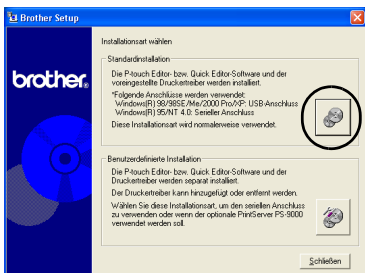 Brother Setup
Installationsart wählen
brother®
Standardinstallation
Die P-touch Editor- bzw. Quick Editor-Software und der
voreingestellte Druckertreiber werden installiert.
*Folgende Anschlüsse werden verwendet:
Windows(R) 98/98SE/Me/2000 Pro/XP: USB-Anschluss
Windows(R) 95/NT 4.0: Serieller Anschluss
Diese Installationsart wird normalerweise verwendet.
Benutzerdefinierte Installation
Die P-touch Editor- bzw. Quick Editor-Software und der
Druckertreiber werden separat installiert.
Der Druckertreiber kann hinzugefügt oder entfernt werden.
Wählen Sie diese Installationsart, um den seriellen Anschluss
zu verwenden oder wenn der optionale PrintServer PS-9000
verwendet werden soll.
Schließen